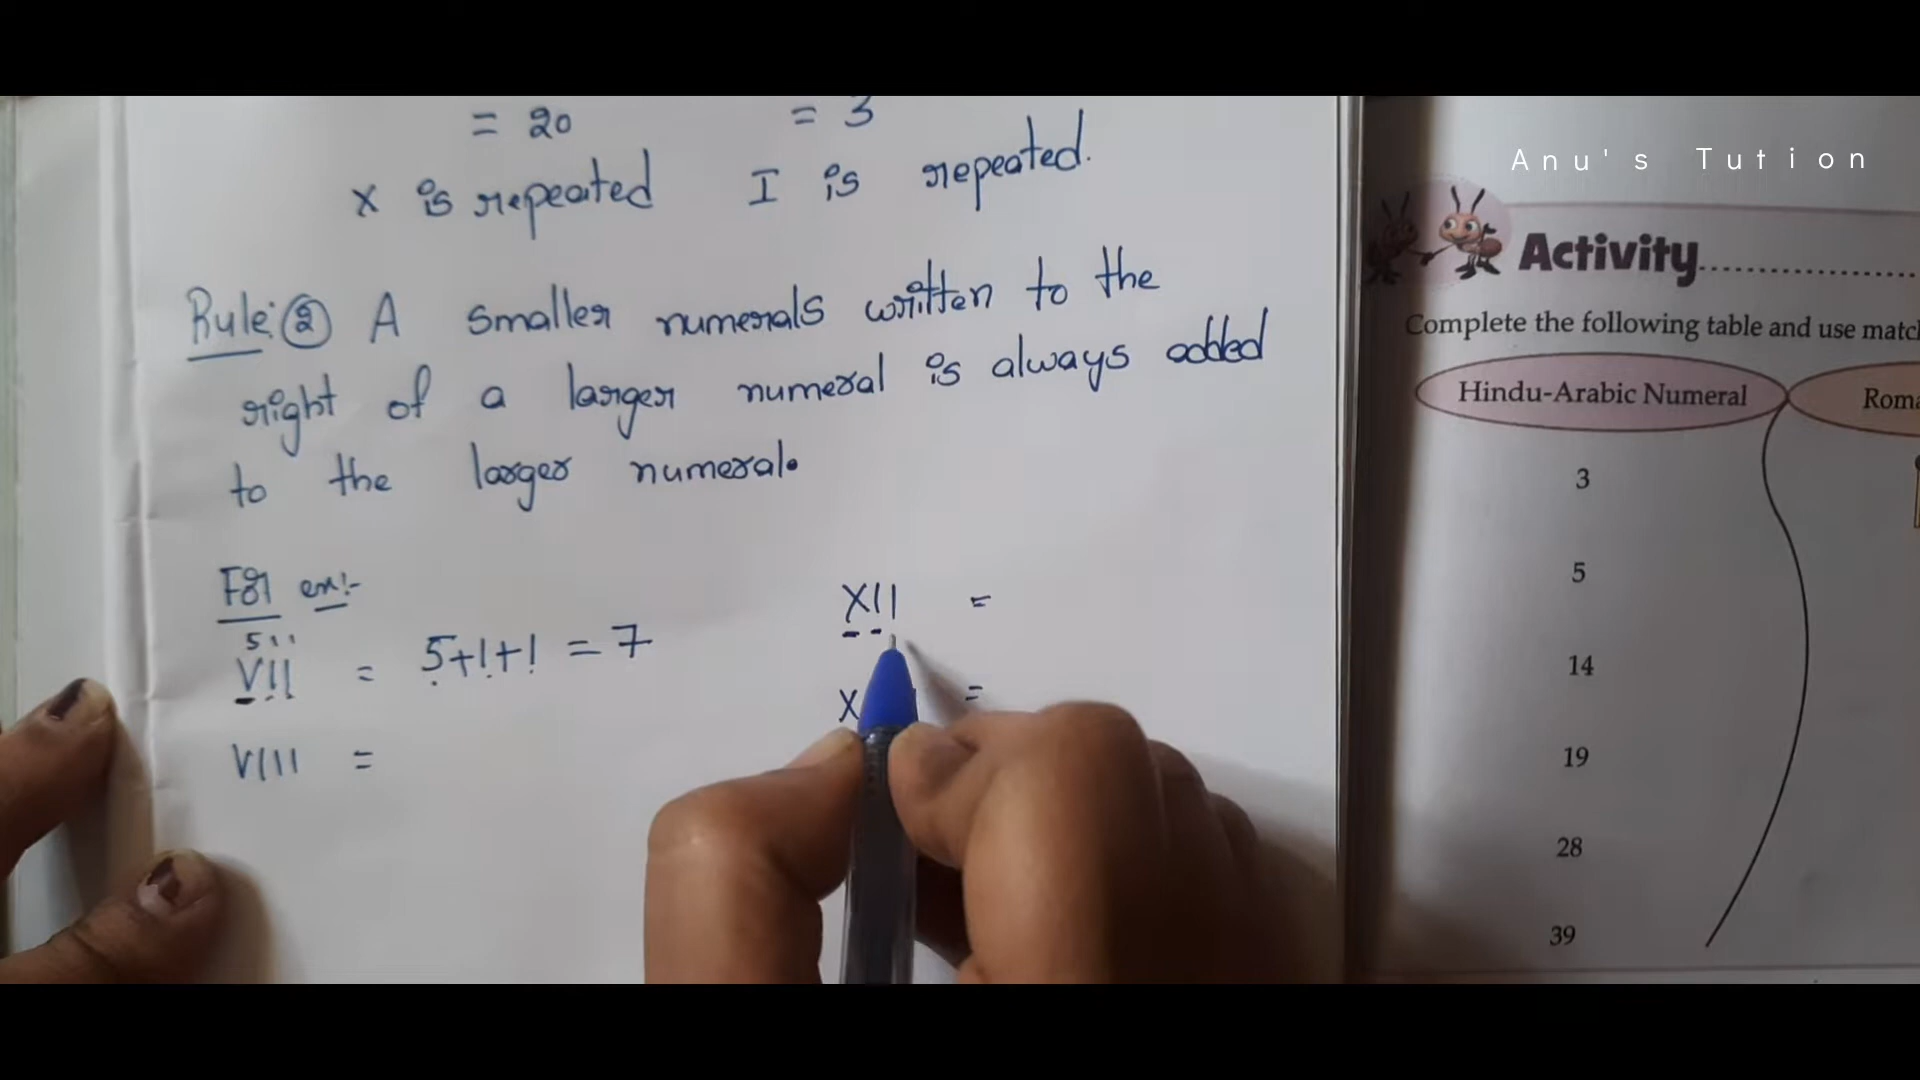 = 20 = 3
X is repeated I is repeated.
Rule: 2 A smaller numerals written to the
right of a larger numeral is always added
to the larger numeral.
For ex:-
511
VII = 5+1+1 = 7
VIII =
XII =
X =
Anu's Tution
Activity
Complete the following table and use match
Hindu-Arabic Numeral Roma
3
5
14
19
28
39